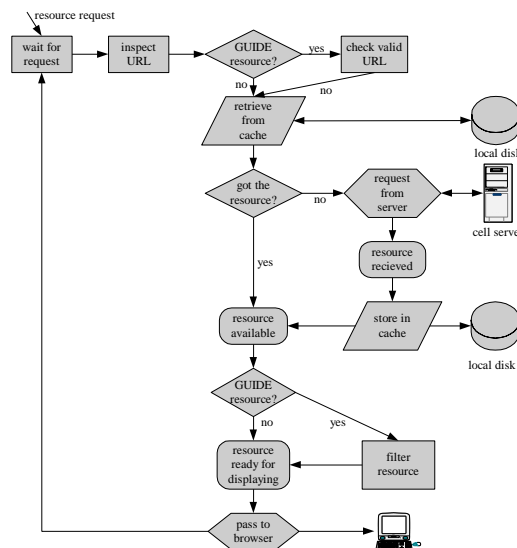 resource request
wait for
request
inspect
URL
GUIDE
resource?
yes
check valid
URL
no
no
retrieve
from
cache
local disk
got the
resource?
no
request
from
server
cell serve
yes
resource
recieved
resource
available
store in
cache
local disk
GUIDE
resource?
no
yes
resource
ready for
displaying
filter
resource
pass to
browser